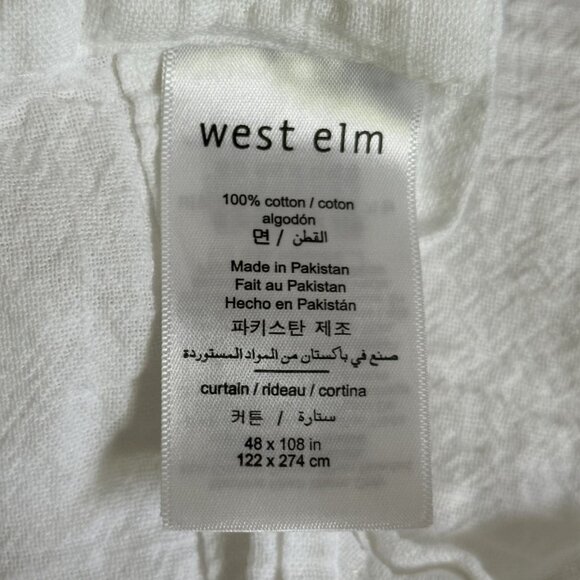 west elm
100% cotton / coton
algodón
면 / القطن
Made in Pakistan
Fait au Pakistan
Hecho en Pakistán
파키스탄 제조
صنع في باكستان من المواد المستوردة
curtain / rideau / cortina
커튼 / ستارة
48 x 108 in
122 x 274 cm